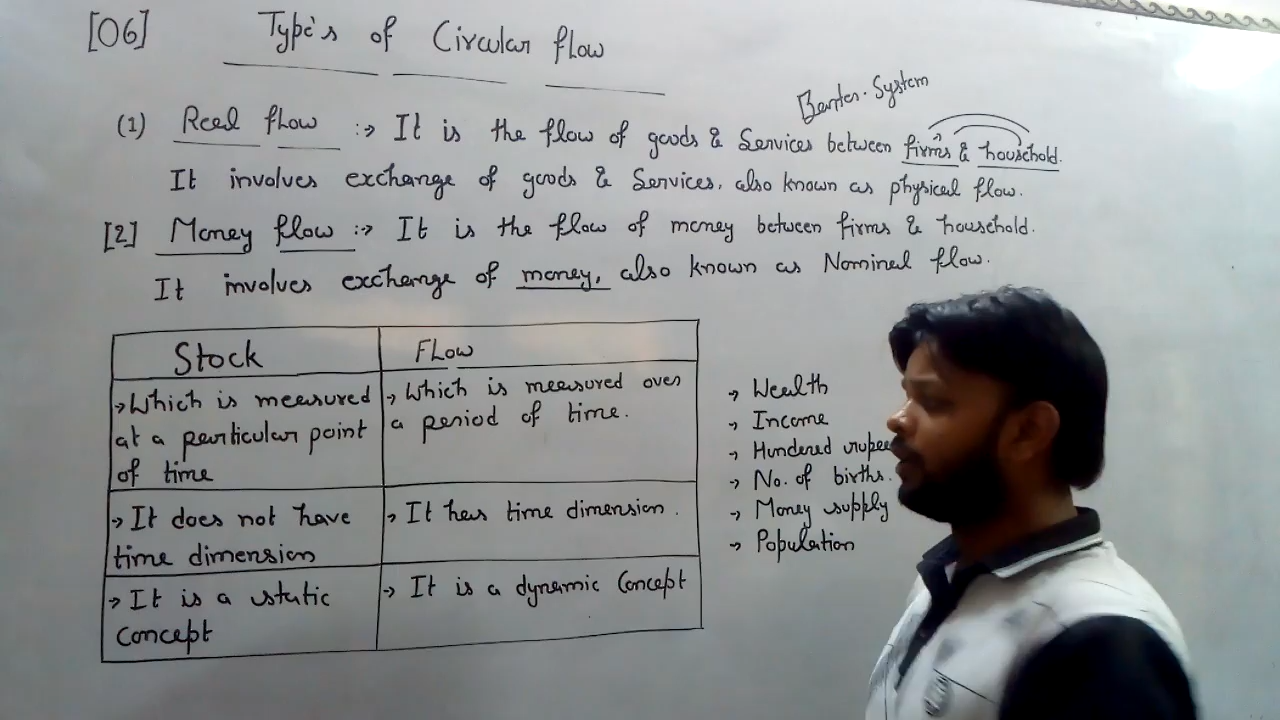 [06] Type's of Circular flow
Barter. System
(1) Real flow :→ It is the flow of goods & Services between firms & household.
It involves exchange of goods & Services, also known as physical flow.
[2] Money flow :→ It is the flow of money between firms & household.
It involves exchange of money, also known as Nominal flow.
Stock
Flow
→ Which is measured
at a particular point
of time
→ Which is measured over
a period of time.
→ It does not have
time dimension
→ It has time dimension.
→ It is a static
concept
→ It is a dynamic Concept
→ Wealth
→ Income
→ Hundered
→ No. of births.
→ Money supply
→ Population